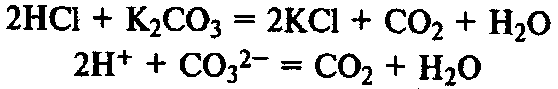 2HCl + K₂CO₃ = 2KCl + CO₂ + H₂O
2H⁺ + CO₃²⁻ = CO₂ + H₂O